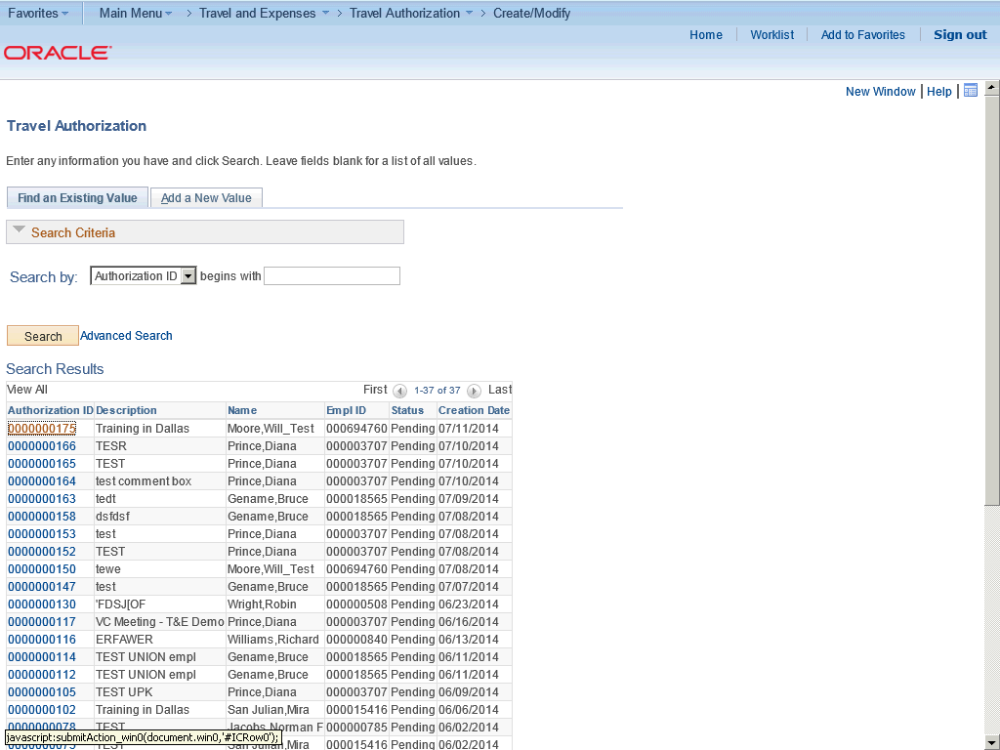 Favorites Main Menu > Travel and Expenses > Travel Authorization > Create/Modify
Home Worklist Add to Favorites Sign out
ORACLE
New Window Help
Travel Authorization
Enter any information you have and click Search. Leave fields blank for a list of all values.
Find an Existing Value Add a New Value
Search Criteria
Search by: Authorization ID begins with
Search Advanced Search
Search Results
View All First 1-37 of 37 Last
Authorization ID Description Name Empl ID Status Creation Date
0000000175 Training in Dallas Moore,Will_Test 000694760 Pending 07/11/2014
0000000166 TESR Prince,Diana 000003707 Pending 07/10/2014
0000000165 TEST Prince,Diana 000003707 Pending 07/10/2014
0000000164 test comment box Prince,Diana 000003707 Pending 07/10/2014
0000000163 tedt Gename,Bruce 000018565 Pending 07/09/2014
0000000158 dsfdsf Gename,Bruce 000018565 Pending 07/08/2014
0000000153 test Prince,Diana 000003707 Pending 07/08/2014
0000000152 TEST Prince,Diana 000003707 Pending 07/08/2014
0000000150 tewe Moore,Will_Test 000694760 Pending 07/08/2014
0000000147 test Gename,Bruce 000018565 Pending 07/07/2014
0000000130 'FDSJ[OF Wright,Robin 000000508 Pending 06/23/2014
0000000117 VC Meeting - T&E Demo Prince,Diana 000003707 Pending 06/16/2014
0000000116 ERFAWER Williams,Richard 000000840 Pending 06/13/2014
0000000114 TEST UNION empl Gename,Bruce 000018565 Pending 06/11/2014
0000000112 TEST UNION empl Gename,Bruce 000018565 Pending 06/11/2014
0000000105 TEST UPK Prince,Diana 000003707 Pending 06/09/2014
0000000102 Training in Dallas San Julian,Mira 000015416 Pending 06/06/2014
0000000078 TEST Jacobs,Norman F 000000785 Pending 06/02/2014
javascript:submitAction_win0(document.win0,'#ICRow0');
San Julian,Mira 000015416 Pending 06/02/2014